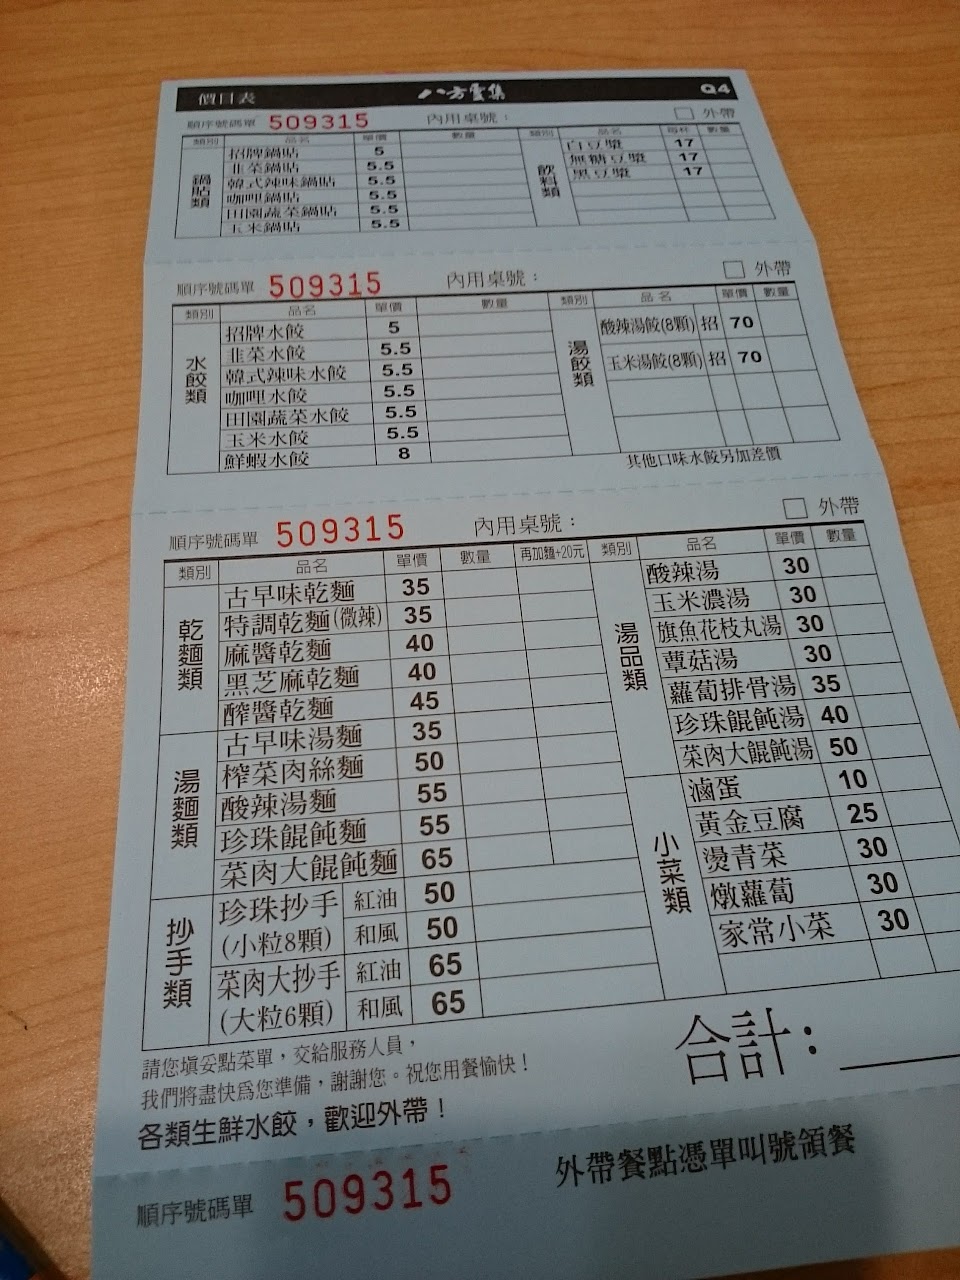 價目表 八方雲集 Q4
順序號碼單 509315 內用桌號： 外帶
類別 品名 單價 數量 類別 品名 每杯 數量
鍋貼類
招牌鍋貼 5
韭菜鍋貼 5.5
韓式辣味鍋貼 5.5
咖哩鍋貼 5.5
田園蔬菜鍋貼 5.5
玉米鍋貼 5.5
飲料類
白豆漿 17
無糖豆漿 17
黑豆漿 17
順序號碼單 509315 內用桌號： 外帶
類別 品名 單價 數量 類別 品名 單價 數量
水餃類
招牌水餃 5
韭菜水餃 5.5
韓式辣味水餃 5.5
咖哩水餃 5.5
田園蔬菜水餃 5.5
玉米水餃 5.5
鮮蝦水餃 8
湯餃類
酸辣湯餃(8顆) 招 70
玉米湯餃(8顆) 招 70
其他口味水餃另加差價
順序號碼單 509315 內用桌號： 外帶
類別 品名 單價 數量 再加麵+20元 類別 品名 單價 數量
乾麵類
古早味乾麵 35
特調乾麵(微辣) 35
麻醬乾麵 40
黑芝麻乾麵 40
醡醬乾麵 45
湯麵類
古早味湯麵 35
榨菜肉絲麵 50
酸辣湯麵 55
珍珠餛飩麵 55
菜肉大餛飩麵 65
抄手類
珍珠抄手 紅油 50
(小粒8顆) 和風 50
菜肉大抄手 紅油 65
(大粒6顆) 和風 65
湯品類
酸辣湯 30
玉米濃湯 30
旗魚花枝丸湯 30
蕈菇湯 30
蘿蔔排骨湯 35
珍珠餛飩湯 40
菜肉大餛飩湯 50
小菜類
滷蛋 10
黃金豆腐 25
燙青菜 30
燉蘿蔔 30
家常小菜 30
請您填妥點菜單，交給服務人員，
我們將盡快為您準備，謝謝您。祝您用餐愉快！
各類生鮮水餃，歡迎外帶！
合計：
外帶餐點憑單叫號領餐
順序號碼單 509315